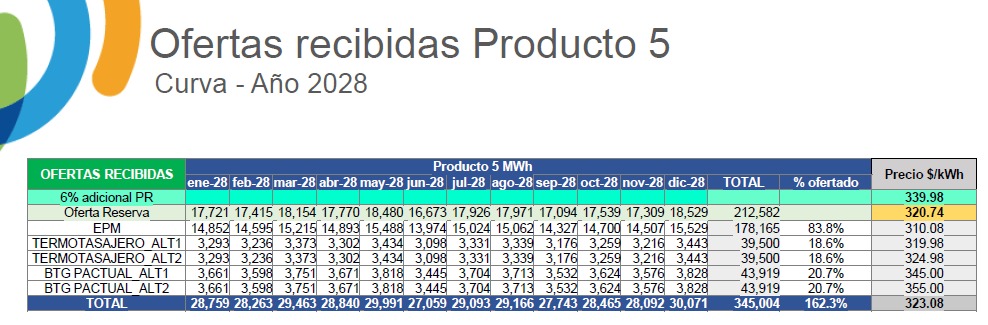 Ofertas recibidas Producto 5
Curva - Año 2028
OFERTAS RECIBIDAS Producto 5 MWh Precio $/kWh
ene-28 feb-28 mar-28 abr-28 may-28 jun-28 jul-28 ago-28 sep-28 oct-28 nov-28 dic-28 TOTAL % ofertado
6% adicional PR 339.98
Oferta Reserva 17,721 17,415 18,154 17,770 18,480 16,673 17,926 17,971 17,094 17,539 17,309 18,529 212,582 320.74
EPM 14,852 14,595 15,215 14,893 15,488 13,974 15,024 15,062 14,327 14,700 14,507 15,529 178,165 83.8% 310.08
TERMOTASAJERO_ALT1 3,293 3,236 3,373 3,302 3,434 3,098 3,331 3,339 3,176 3,259 3,216 3,443 39,500 18.6% 319.98
TERMOTASAJERO_ALT2 3,293 3,236 3,373 3,302 3,434 3,098 3,331 3,339 3,176 3,259 3,216 3,443 39,500 18.6% 324.98
BTG PACTUAL_ALT1 3,661 3,598 3,751 3,671 3,818 3,445 3,704 3,713 3,532 3,624 3,576 3,828 43,919 20.7% 345.00
BTG PACTUAL_ALT2 3,661 3,598 3,751 3,671 3,818 3,445 3,704 3,713 3,532 3,624 3,576 3,828 43,919 20.7% 355.00
TOTAL 28,759 28,263 29,463 28,840 29,991 27,059 29,093 29,166 27,743 28,465 28,092 30,071 345,004 162.3% 323.08